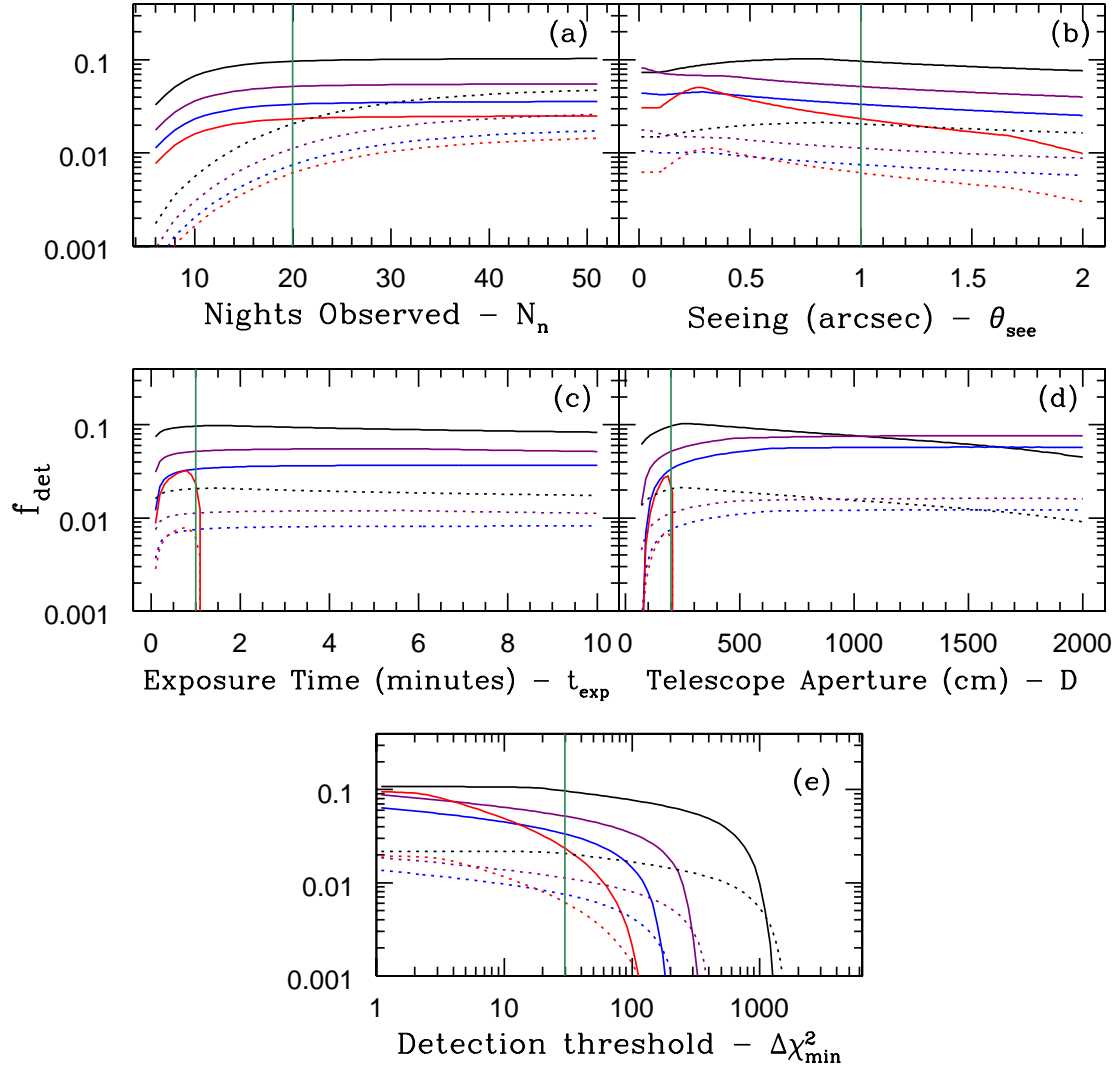 (a)
(b)
0.1
0.01
0.001
10 20 30 40 50
0 0.5 1 1.5 2
Nights Observed − Nₙ
Seeing (arcsec) − θ_see
(c)
(d)
0.1
0.01
0.001
f_det
0 2 4 6 8 10
0 500 1000 1500 2000
Exposure Time (minutes) − t_exp
Telescope Aperture (cm) − D
(e)
0.1
0.01
0.001
1 10 100 1000
Detection threshold − Δχ²_min